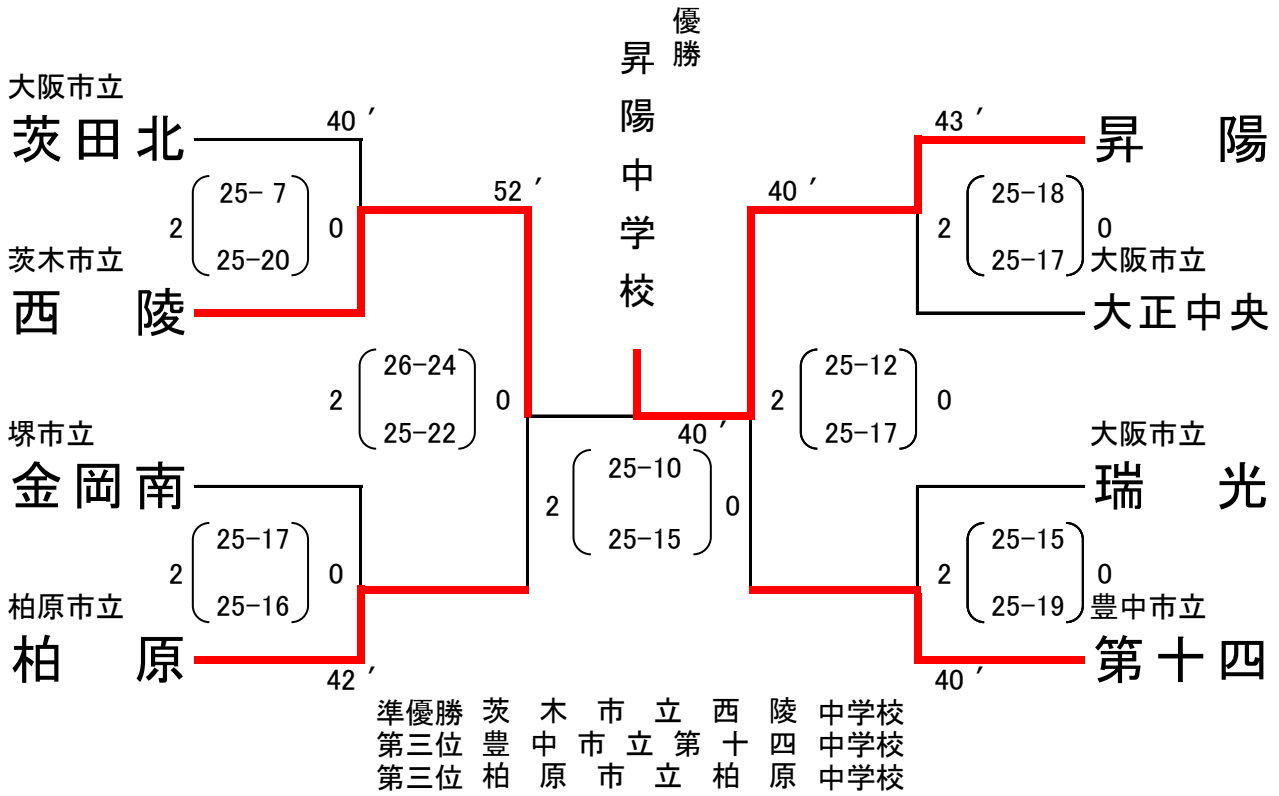 優勝
昇陽中学校
大阪市立
茨田北
40 ′
25- 7
2 0
25-20
茨木市立
西 陵
52 ′
26-24
2 0
25-22
堺市立
金岡南
25-17
2 0
25-16
柏原市立
柏 原
42′
43 ′
昇 陽
25-18
2 0
25-17
大阪市立
大正中央
40 ′
25-12
2 0
25-17
大阪市立
瑞 光
25-15
2 0
25-19
豊中市立
第十四
40′
40 ′
25-10
2 0
25-15
準優勝 茨木市立西陵 中学校
第三位 豊中市立第十四 中学校
第三位 柏原市立柏原 中学校